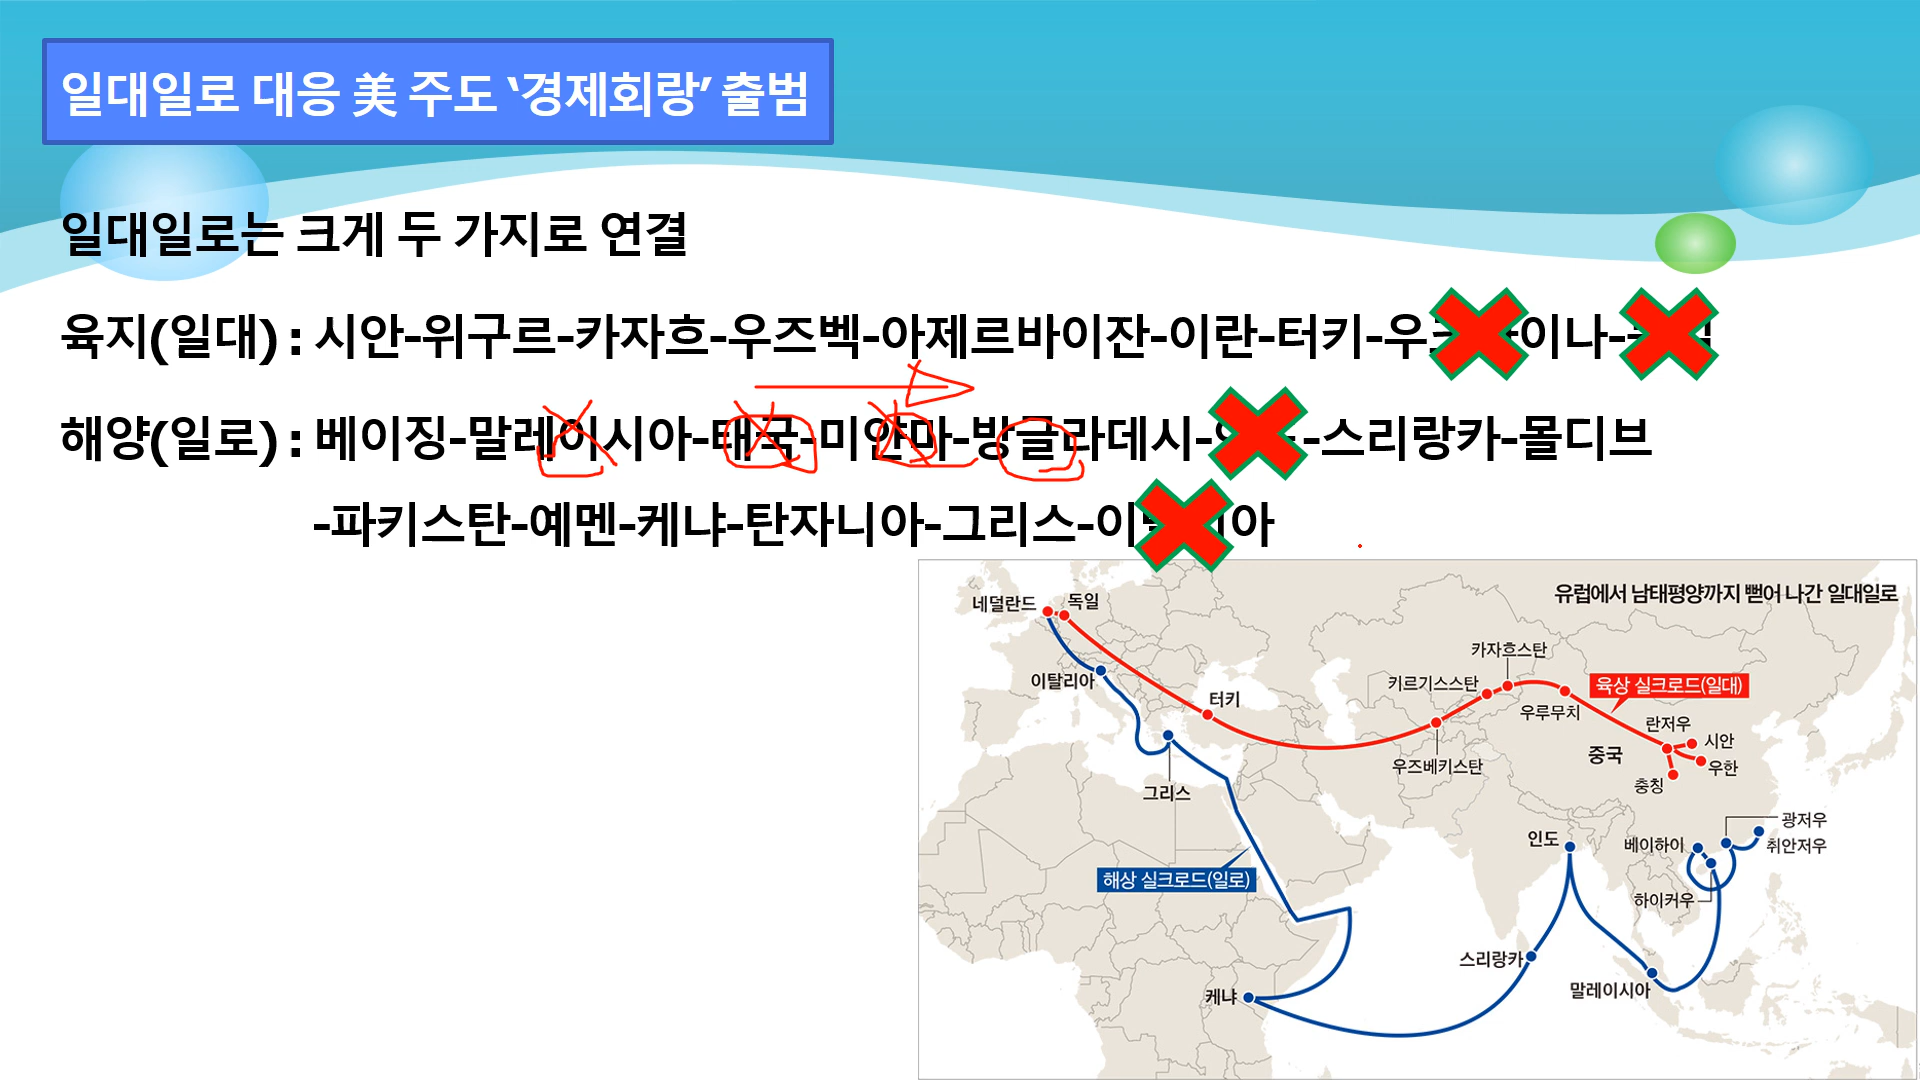 일대일로 대응 美 주도 ‘경제회랑’ 출범
일대일로는 크게 두 가지로 연결
육지(일대) : 시안-위구르-카자흐-우즈벡-아제르바이잔-이란-터키-우크라이나-
해양(일로) : 베이징-말레이시아-태국-미얀마-방글라데시- -스리랑카-몰디브
-파키스탄-예멘-케냐-탄자니아-그리스-이탈리아
유럽에서 남태평양까지 뻗어 나간 일대일로
네덜란드
독일
카자흐스탄
키르기스스탄
이탈리아
육상 실크로드(일대)
터키
우루무치
란저우
시안
중국
우즈베키스탄
우한
충칭
그리스
광저우
인도
베이하이
취안저우
해상 실크로드(일로)
하이커우
스리랑카
말레이시아
케냐